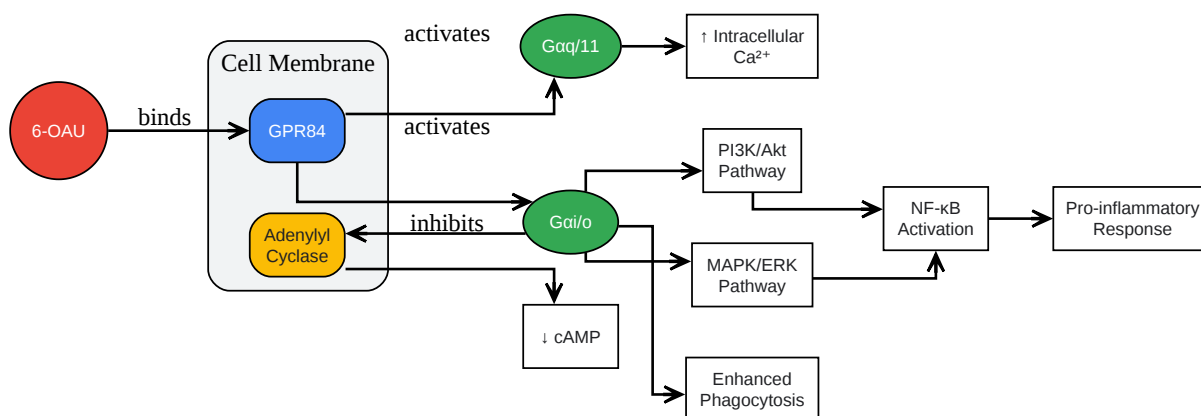 activates
Gαq/11
↑ Intracellular
Ca²⁺
Cell Membrane
6-OAU
binds
GPR84
activates
PI3K/Akt
Pathway
Gαi/o
inhibits
Adenylyl
Cyclase
NF-κB
Activation
Pro-inflammatory
Response
MAPK/ERK
Pathway
↓ cAMP
Enhanced
Phagocytosis